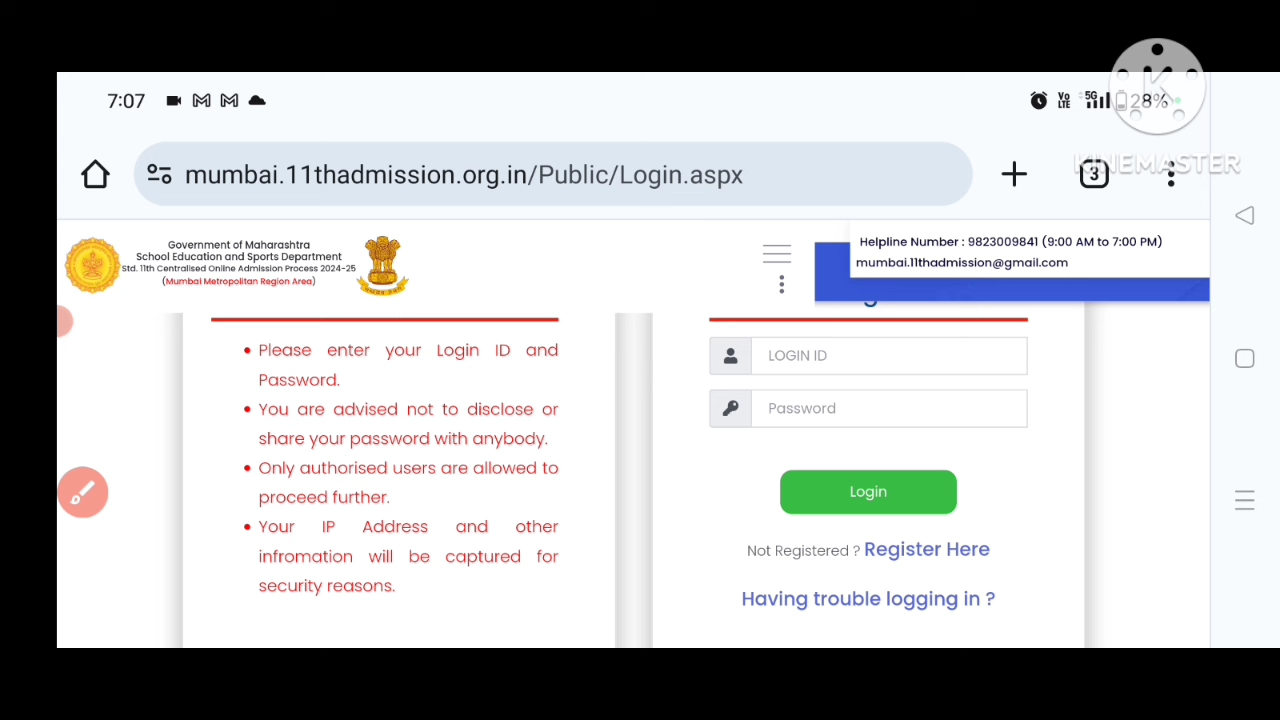 7:07
Vo LTE 5G 28%
KINEMASTER
mumbai.11thadmission.org.in/Public/Login.aspx
3
Government of Maharashtra
School Education and Sports Department
Std. 11th Centralised Online Admission Process 2024-25
(Mumbai Metropolitan Region Area)
Helpline Number : 9823009841 (9:00 AM to 7:00 PM)
mumbai.11thadmission@gmail.com
Please enter your Login ID and
Password.
You are advised not to disclose or
share your password with anybody.
Only authorised users are allowed to
proceed further.
Your IP Address and other
infromation will be captured for
security reasons.
LOGIN ID
Password
Login
Not Registered ? Register Here
Having trouble logging in ?